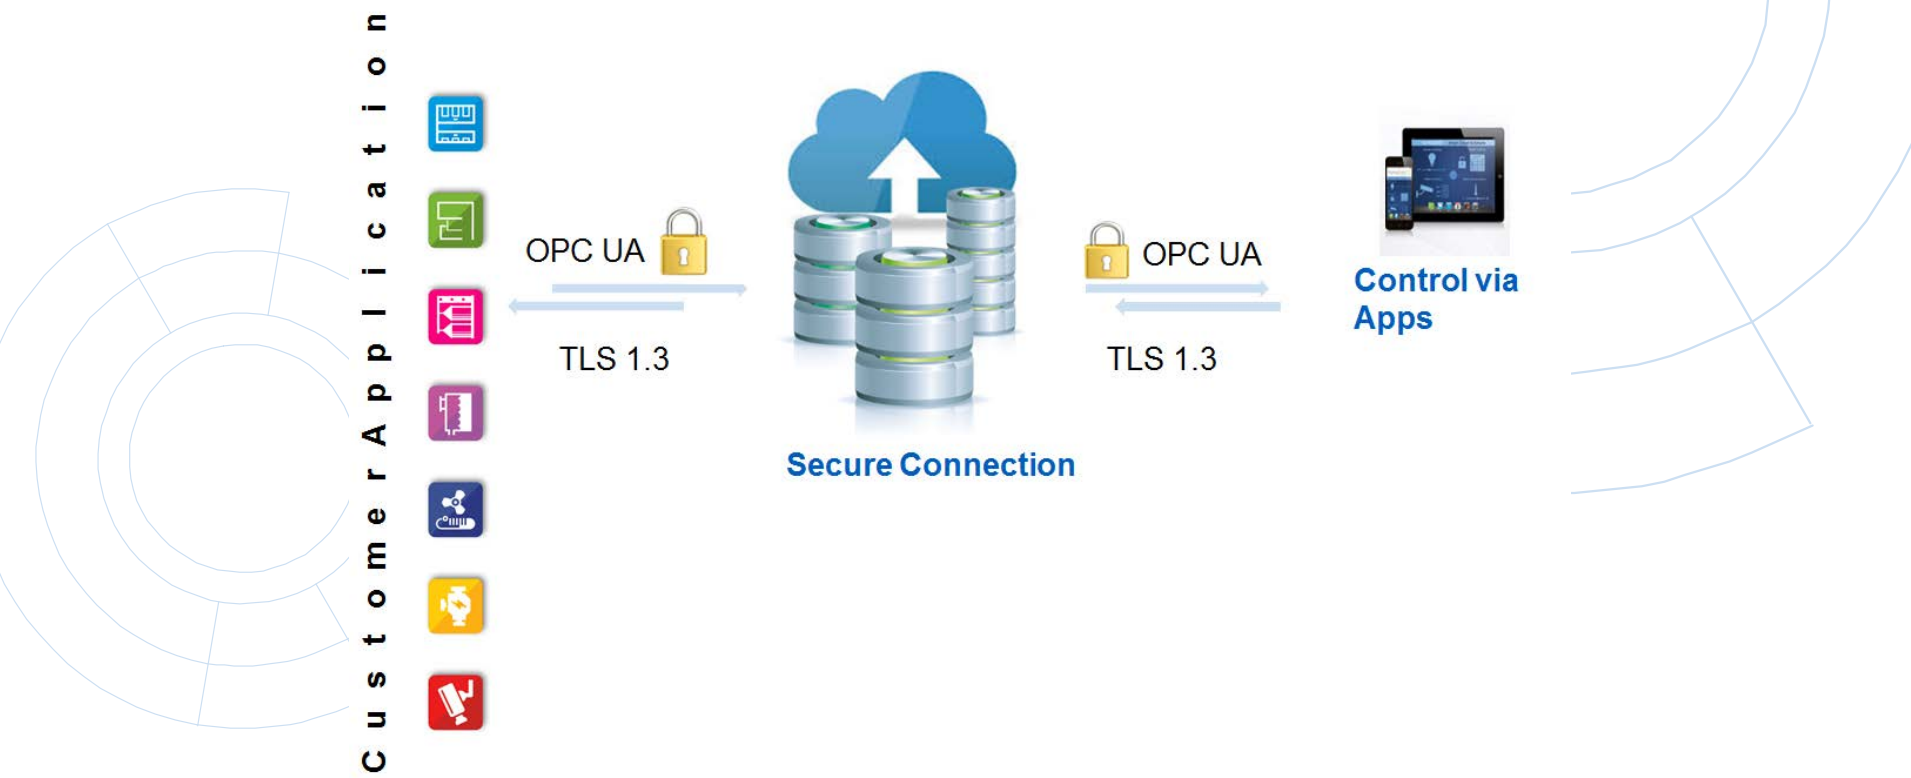 Customer Application
OPC UA
TLS 1.3
Secure Connection
OPC UA
TLS 1.3
Control via
Apps